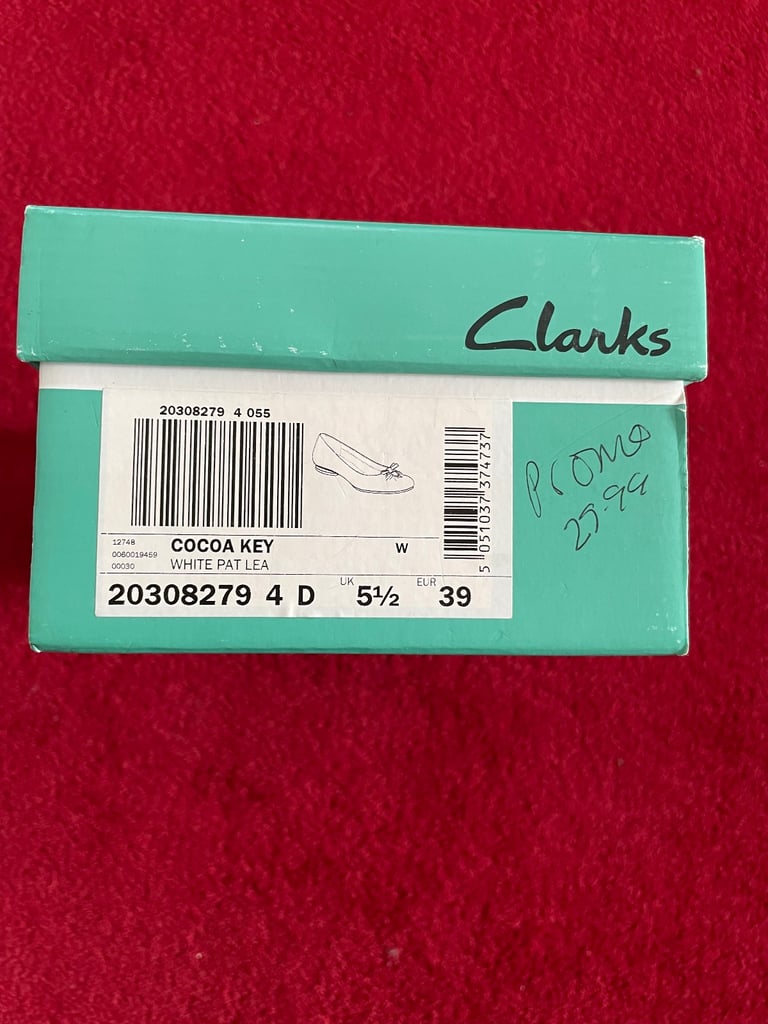 Clarks
20308279 4 055
5 051037 374737
Promo
29.99
12748
0060019459
00030
COCOA KEY
W
WHITE PAT LEA
20308279 4 D
UK 5½
EUR 39